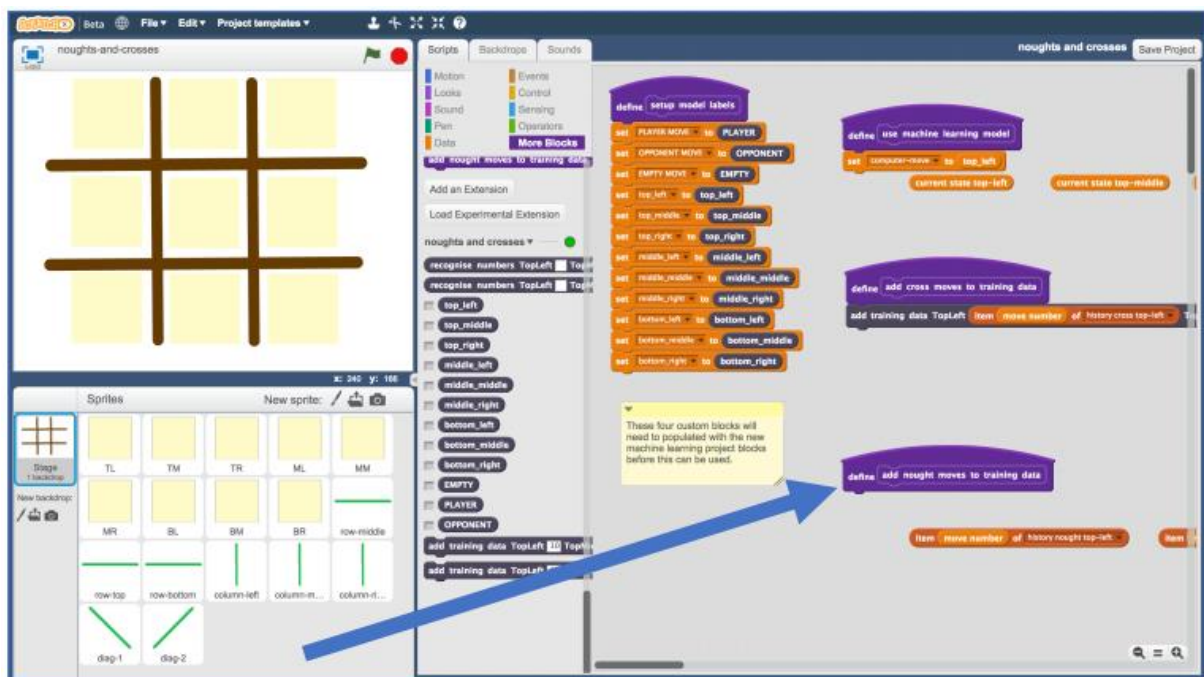 Beta File Edit Project templates
noughts-and-crosses
x: 240 y:
Sprites New sprite:
Stage
1 backdrop
New backdrop:
TL TM TR ML MM
MR BL BM BR row-middle
row-top row-bottom column-left column-m... column-ri...
diag-1 diag-2
Scripts Backdrops Sounds
Motion Events
Looks Control
Sound Sensing
Pen Operators
Data More Blocks
add nought moves to training data
Add an Extension
Load Experimental Extension
noughts and crosses
recognise numbers TopLeft
recognise numbers TopLeft
top_left
top_middle
top_right
middle_left
middle_middle
middle_right
bottom_left
bottom_middle
bottom_right
EMPTY
PLAYER
OPPONENT
add training data TopLeft 10
add training data TopLeft
noughts and crosses Save Project
define setup model labels
set PLAYER MOVE to PLAYER
set OPPONENT MOVE to OPPONENT
set EMPTY MOVE to EMPTY
set top_left to top_left
set top_middle to top_middle
set top_right to top_right
set middle_left to middle_left
set middle_middle to middle_middle
set middle_right to middle_right
set bottom_left to bottom_left
set bottom_middle to bottom_middle
set bottom_right to bottom_right
These four custom blocks will
need to populated with the new
machine learning project blocks
before this can be used.
define use machine learning model
set computer-move to top_left
current state top-left current state top-middle
define add cross moves to training data
add training data TopLeft item move number of history cross top-left
define add nought moves to training data
item move number of history nought top-left item